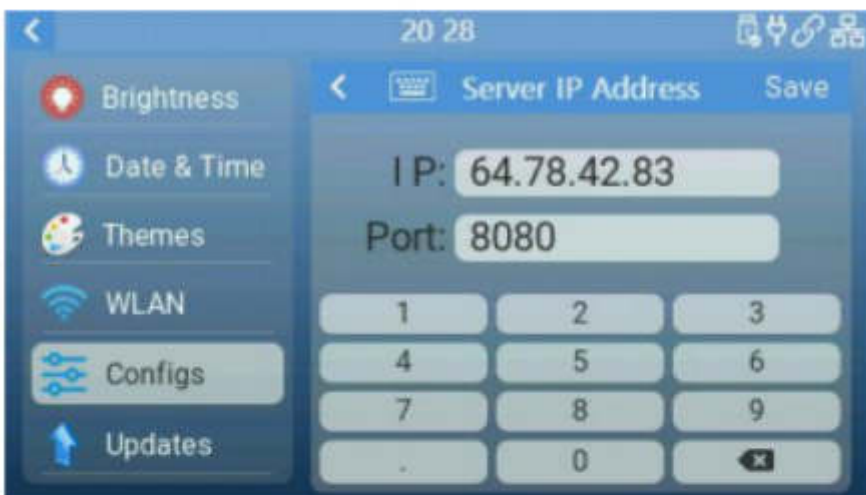 20 28
Brightness
Date & Time
Themes
WLAN
Configs
Updates
Server IP Address Save
I P: 64.78.42.83
Port: 8080
1 2 3
4 5 6
7 8 9
. 0